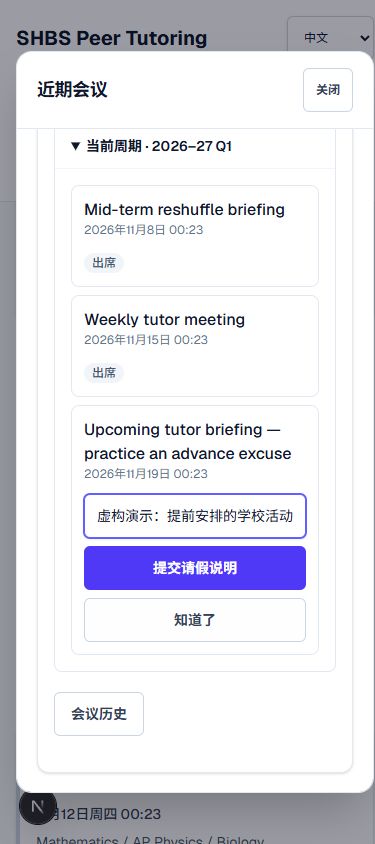 SHBS Peer Tutoring
中文
近期会议
关闭
▼ 当前周期 · 2026–27 Q1
Mid-term reshuffle briefing
2026年11月8日 00:23
出席
Weekly tutor meeting
2026年11月15日 00:23
出席
Upcoming tutor briefing —
practice an advance excuse
2026年11月19日 00:23
虚构演示：提前安排的学校活动
提交请假说明
知道了
会议历史
N
月12日周四 00:23
Mathematics / AP Physics / Biology